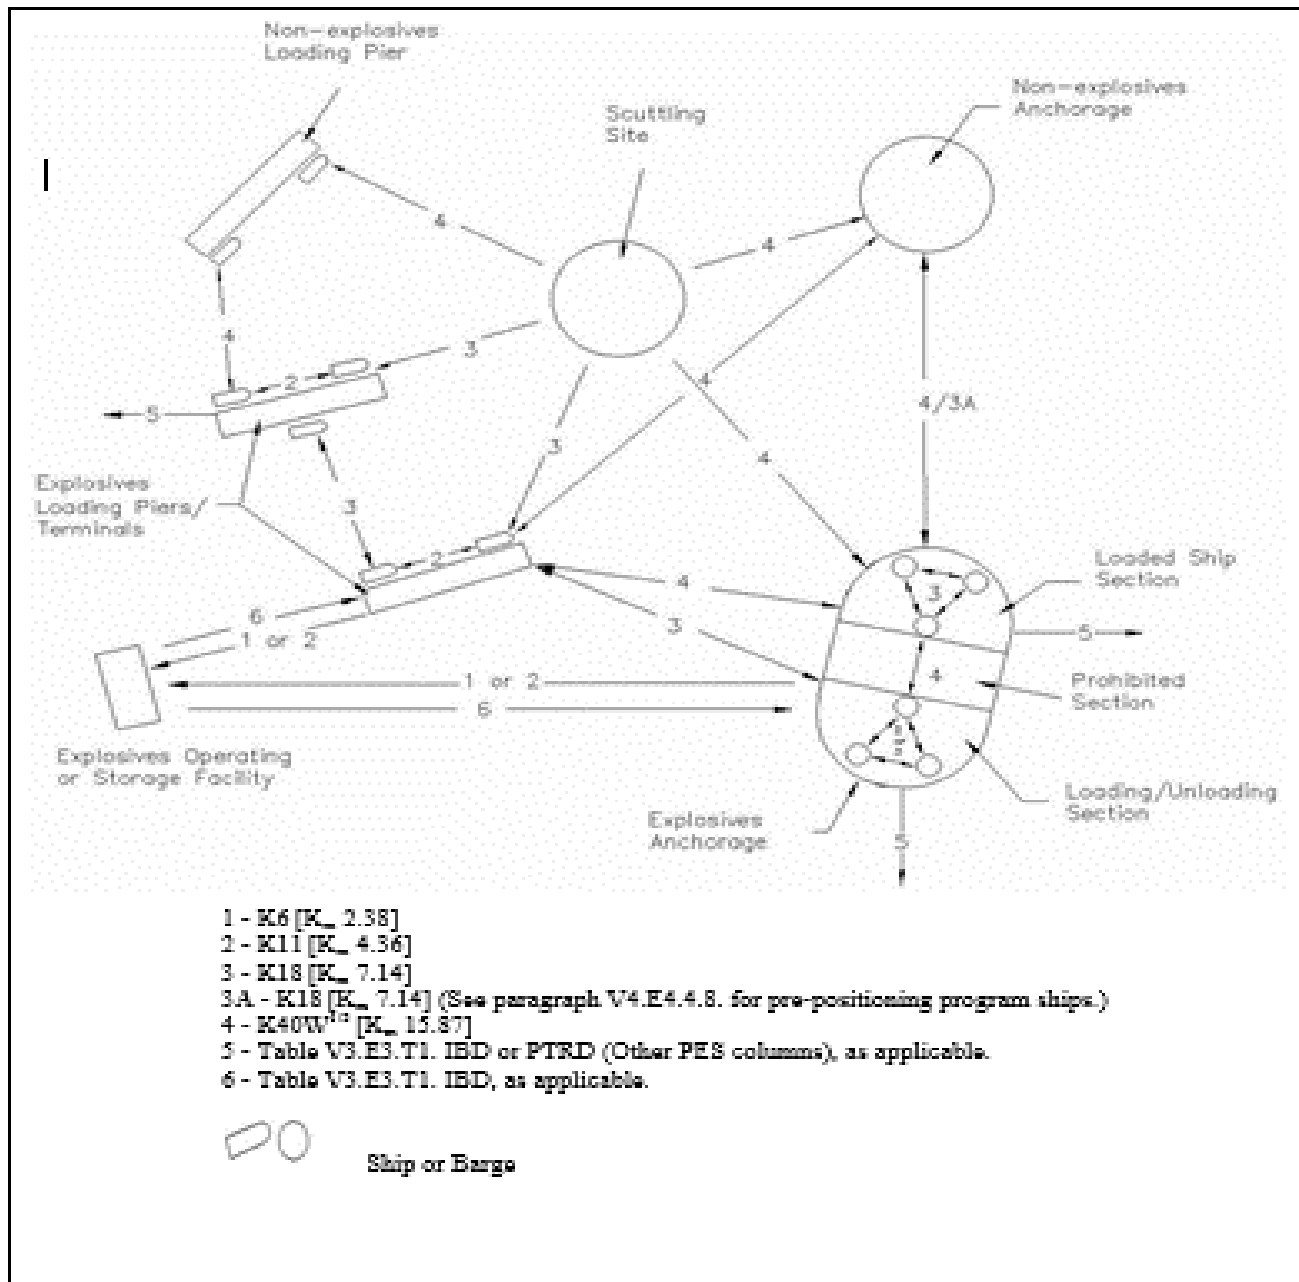 Non-explosives
Loading Pier
Scuttling
Site
Non-explosives
Anchorage
4
4
4
3
4
2
5
3
4
4
4/3A
Explosives
Loading Piers/
Terminals
3
2
3
Loaded Ship
Section
4
3
5
6
1 or 2
4
Prohibited
Section
1 or 2
6
Explosives Operating
or Storage Facility
Loading/Unloading
Section
Explosives
Anchorage
5
1 - K6 [Km 2.38]
2 - K11 [Km 4.36]
3 - K18 [Km 7.14]
3A - K18 [Km 7.14] (See paragraph V4.E4.4.8. for pre-positioning program ships.)
4 - K40W1/3 [Km 15.87]
5 - Table V3.E3.T1. IBD or PTRD (Other PES columns), as applicable.
6 - Table V3.E3.T1. IBD, as applicable.
Ship or Barge